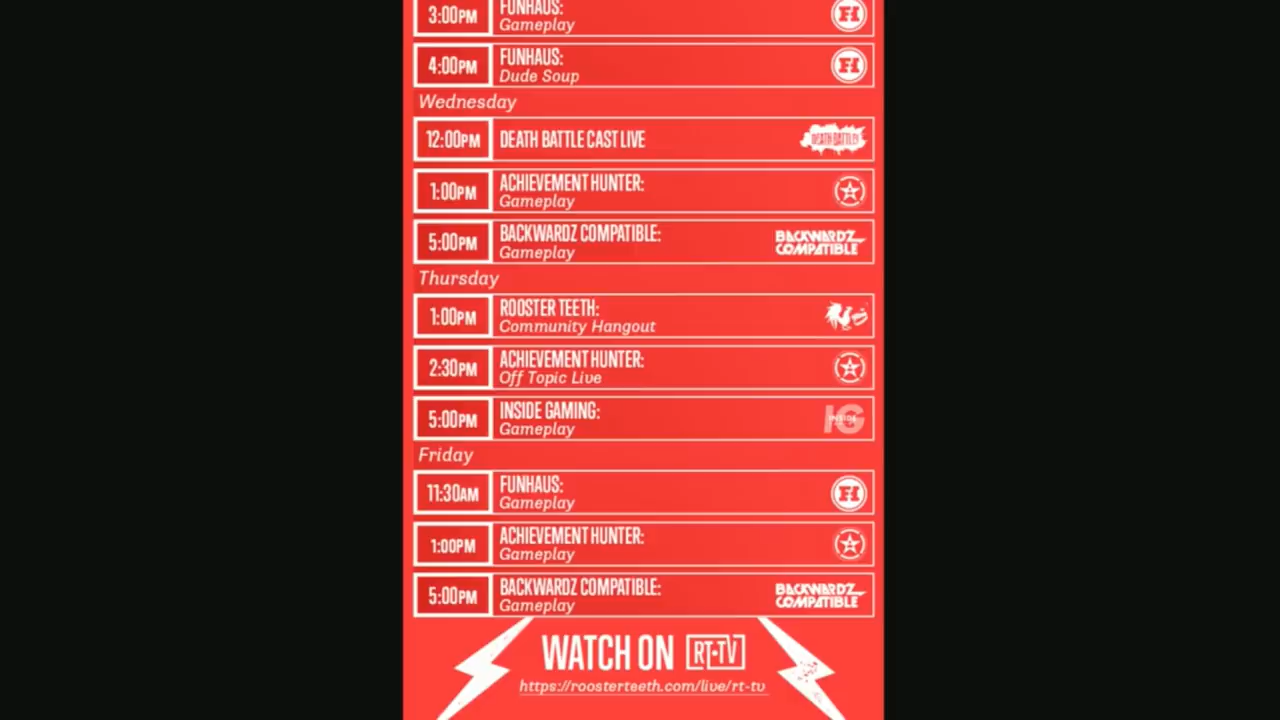 3:00PM
FUNHAUS:
Gameplay
4:00PM
FUNHAUS:
Dude Soup
Wednesday
12:00PM
DEATH BATTLE CAST LIVE
DEATH BATTLE!
1:00PM
ACHIEVEMENT HUNTER:
Gameplay
5:00PM
BACKWARDZ COMPATIBLE:
Gameplay
BACKWARDZ
COMPATIBLE
Thursday
1:00PM
ROOSTER TEETH:
Community Hangout
2:30PM
ACHIEVEMENT HUNTER:
Off Topic Live
5:00PM
INSIDE GAMING:
Gameplay
IG
INSIDE
Friday
11:30AM
FUNHAUS:
Gameplay
1:00PM
ACHIEVEMENT HUNTER:
Gameplay
5:00PM
BACKWARDZ COMPATIBLE:
Gameplay
BACKWARDZ
COMPATIBLE
WATCH ON RT-TV
https://roosterteeth.com/live/rt-tv